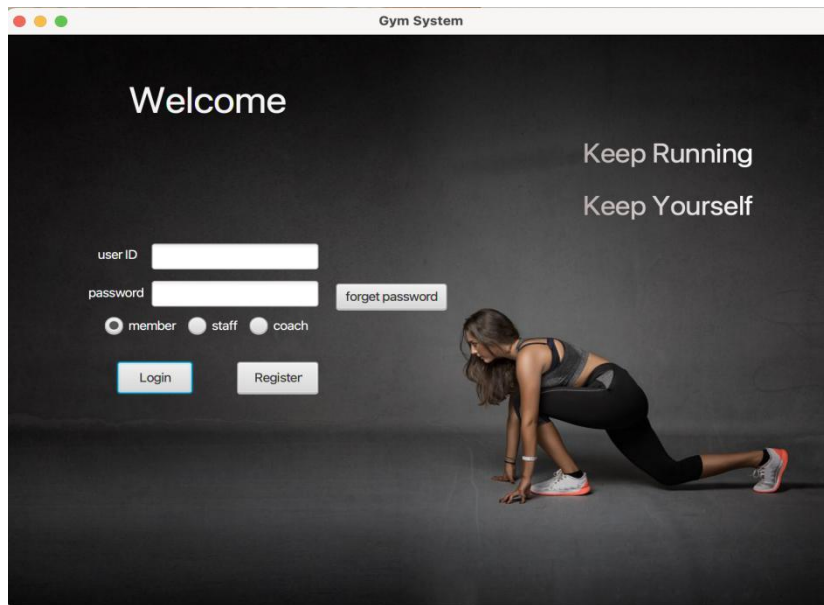 Gym System
Welcome
Keep Running
Keep Yourself
user ID
password
forget password
member staff coach
Login Register